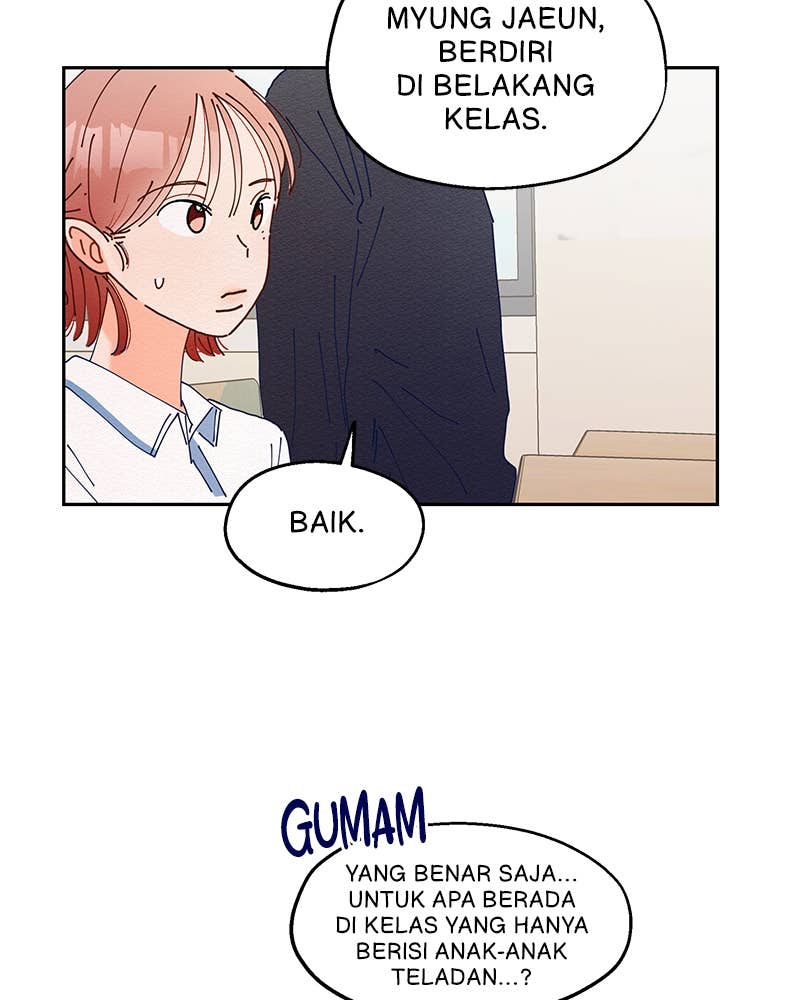 MYUNG JAEUN,
BERDIRI
DI BELAKANG
KELAS.
BAIK.
GUMAM
YANG BENAR SAJA...
UNTUK APA BERADA
DI KELAS YANG HANYA
BERISI ANAK-ANAK
TELADAN...?